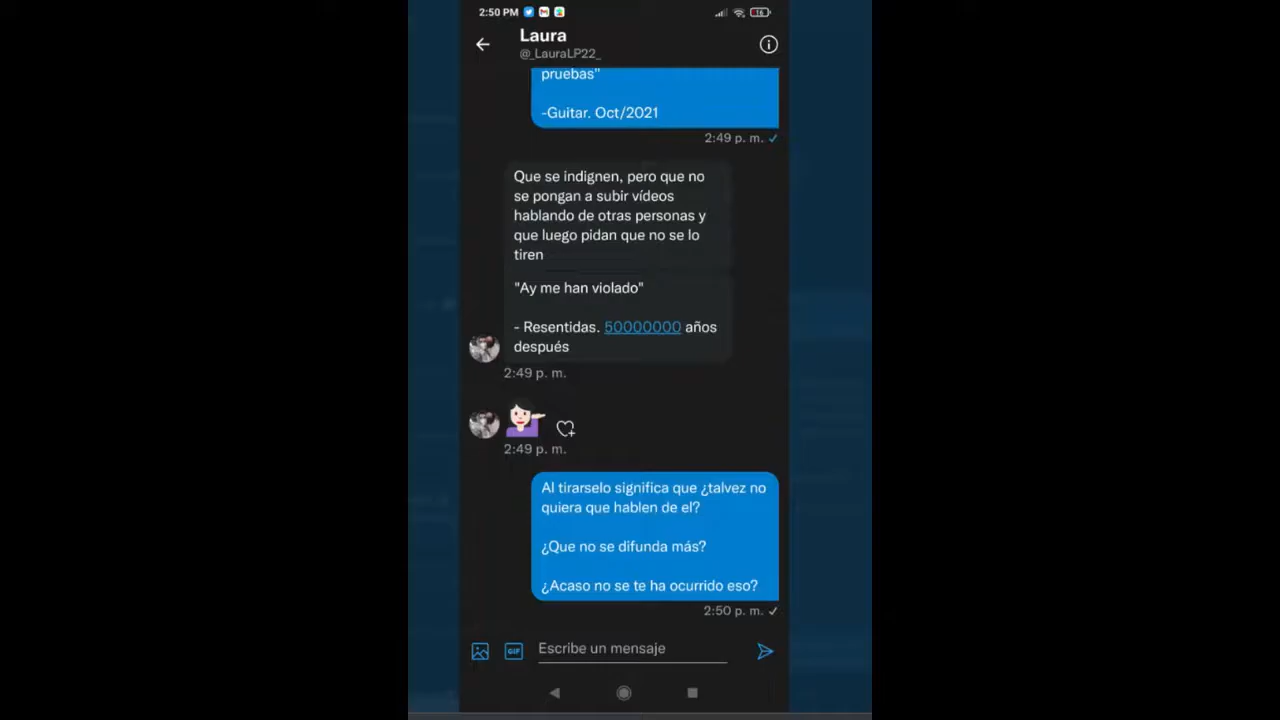 2:50 PM
16
Laura
@_LauraLP22_
pruebas"
-Guitar. Oct/2021
2:49 p. m.
Que se indignen, pero que no
se pongan a subir vídeos
hablando de otras personas y
que luego pidan que no se lo
tiren
"Ay me han violado"
- Resentidas. 50000000 años
después
2:49 p. m.
2:49 p. m.
Al tirarselo significa que ¿talvez no
quiera que hablen de el?
¿Que no se difunda más?
¿Acaso no se te ha ocurrido eso?
2:50 p. m.
GIF
Escribe un mensaje